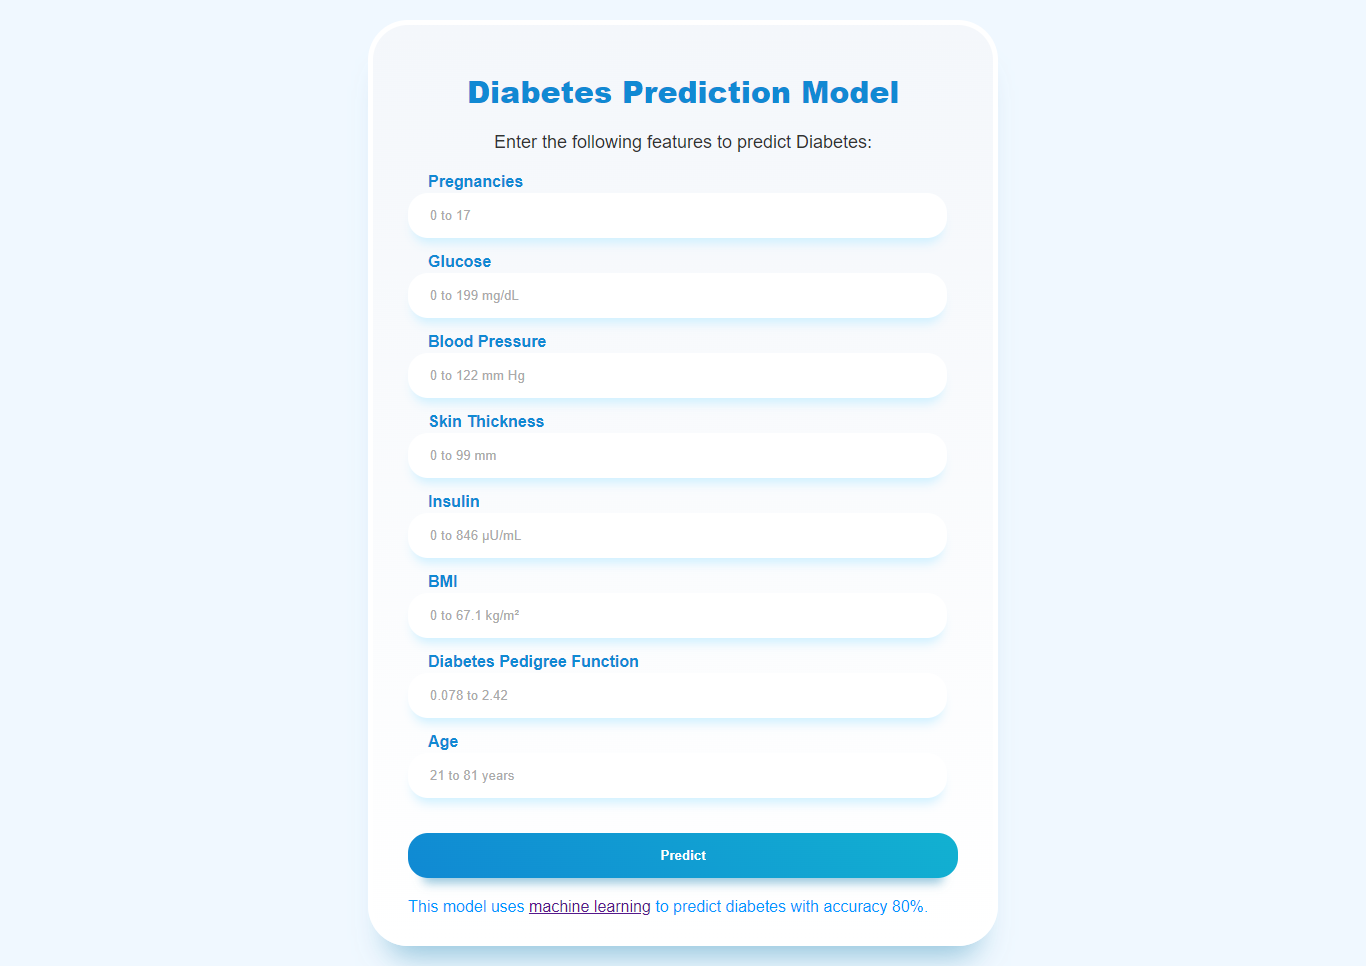 Diabetes Prediction Model
Enter the following features to predict Diabetes:
Pregnancies
0 to 17
Glucose
0 to 199 mg/dL
Blood Pressure
0 to 122 mm Hg
Skin Thickness
0 to 99 mm
Insulin
0 to 846 µU/mL
BMI
0 to 67.1 kg/m²
Diabetes Pedigree Function
0.078 to 2.42
Age
21 to 81 years
Predict
This model uses machine learning to predict diabetes with accuracy 80%.